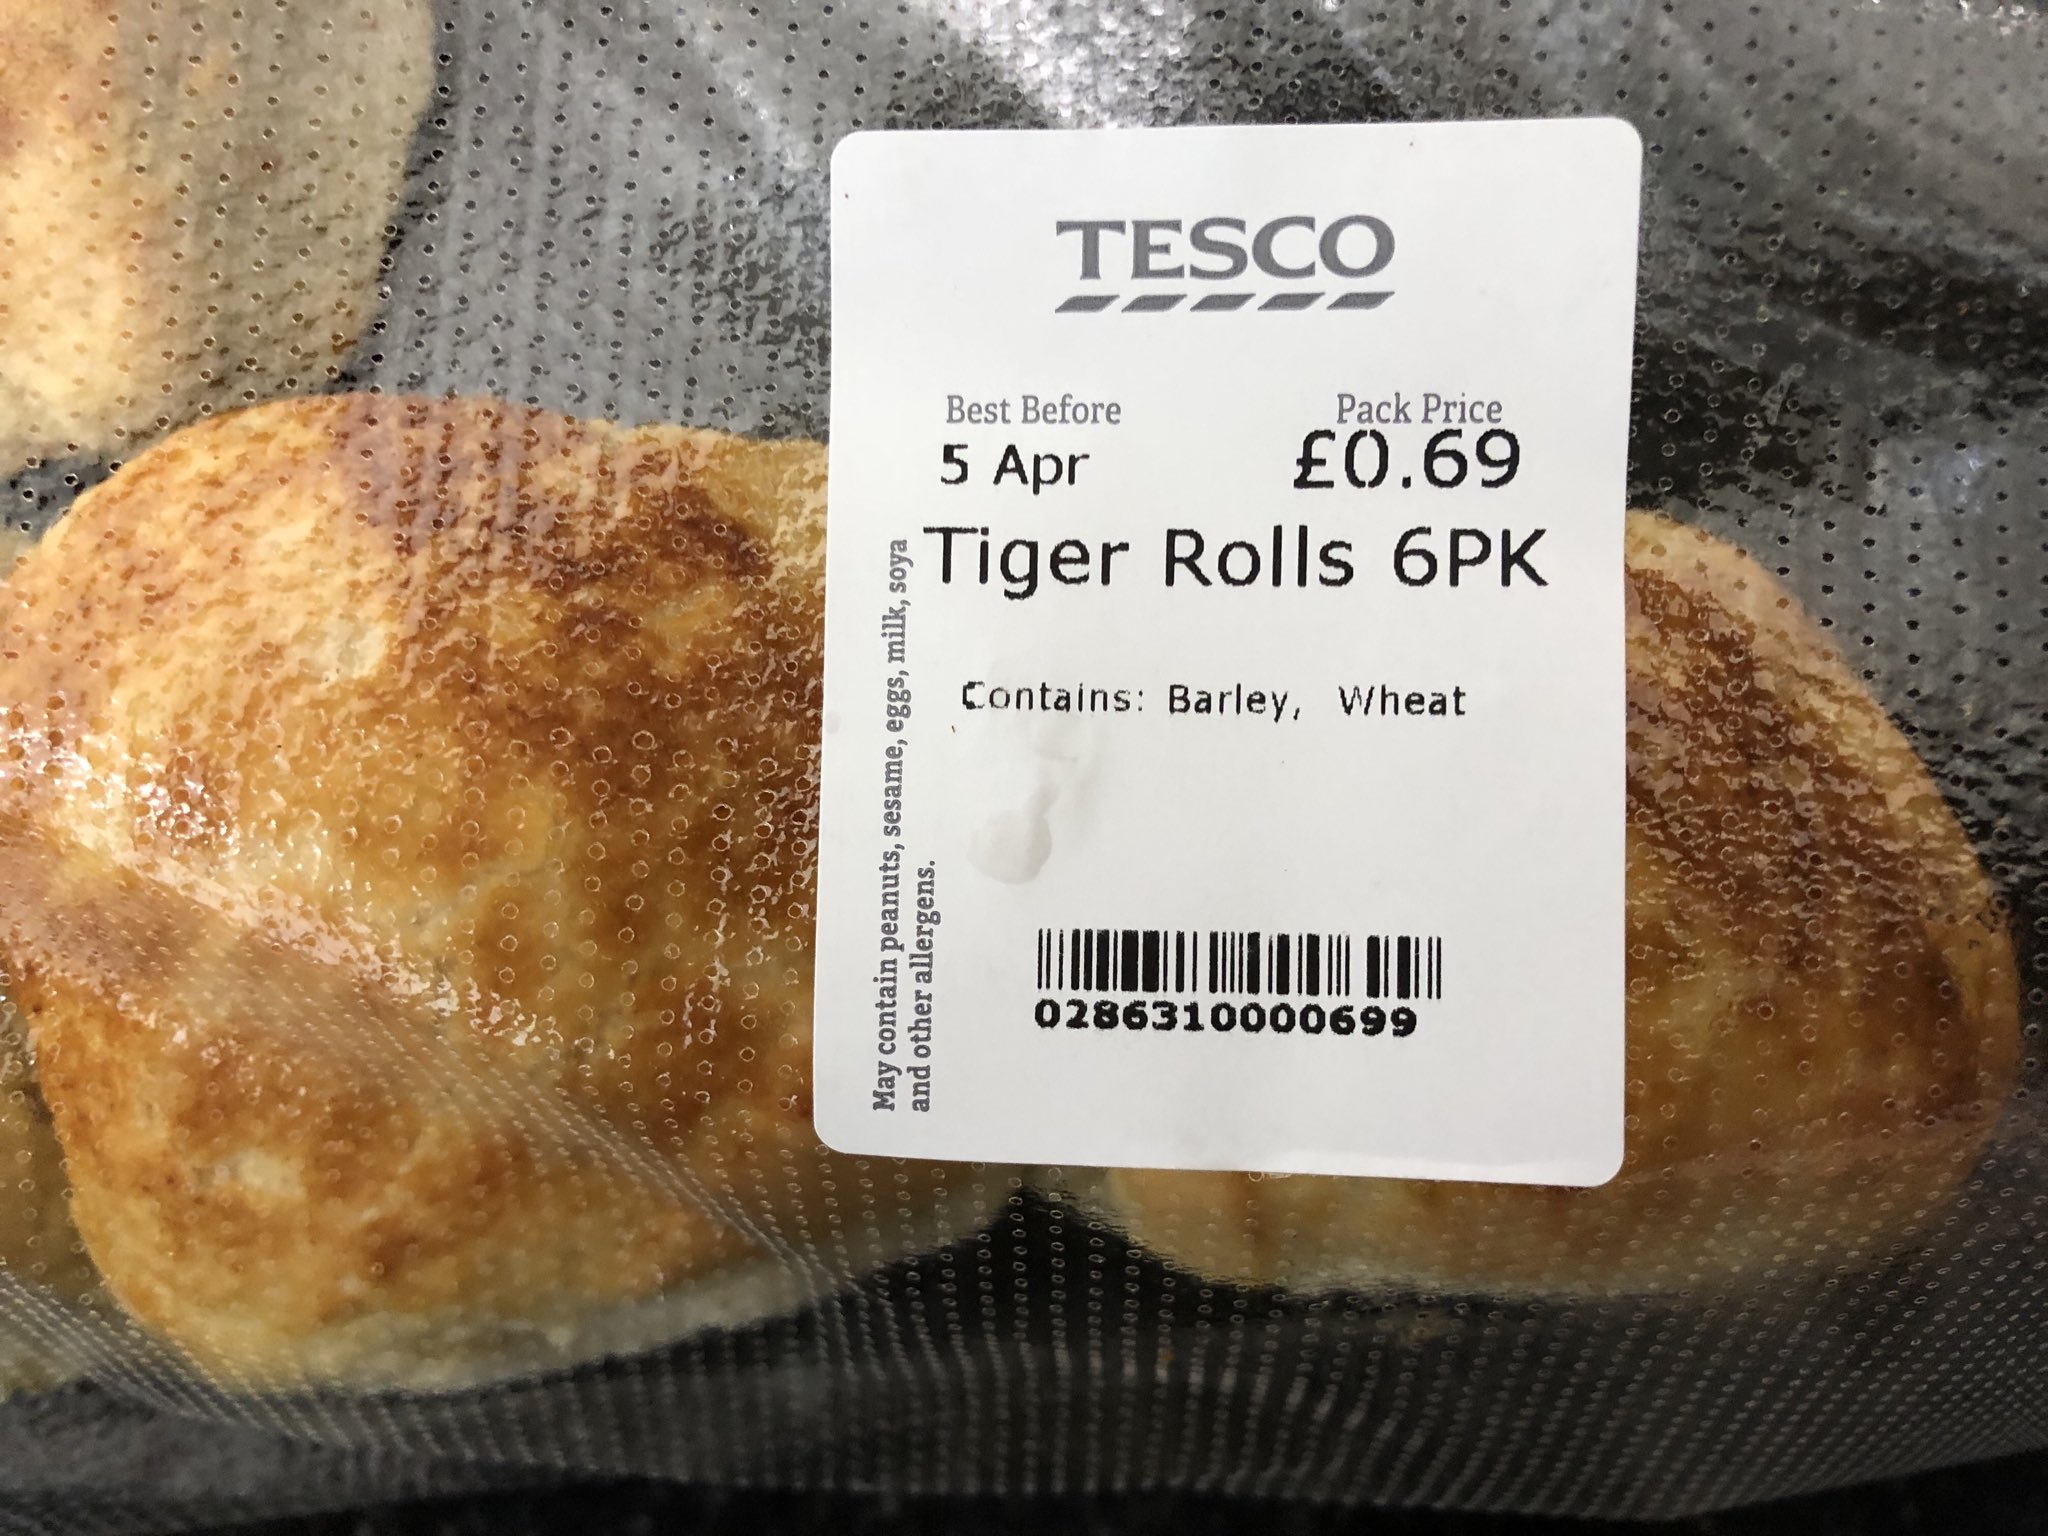 TESCO
Best Before
Pack Price
5 Apr
£0.69
Tiger Rolls 6PK
Contains: Barley, Wheat
May contain peanuts, sesame, eggs, milk, soya
and other allergens.
0286310000699